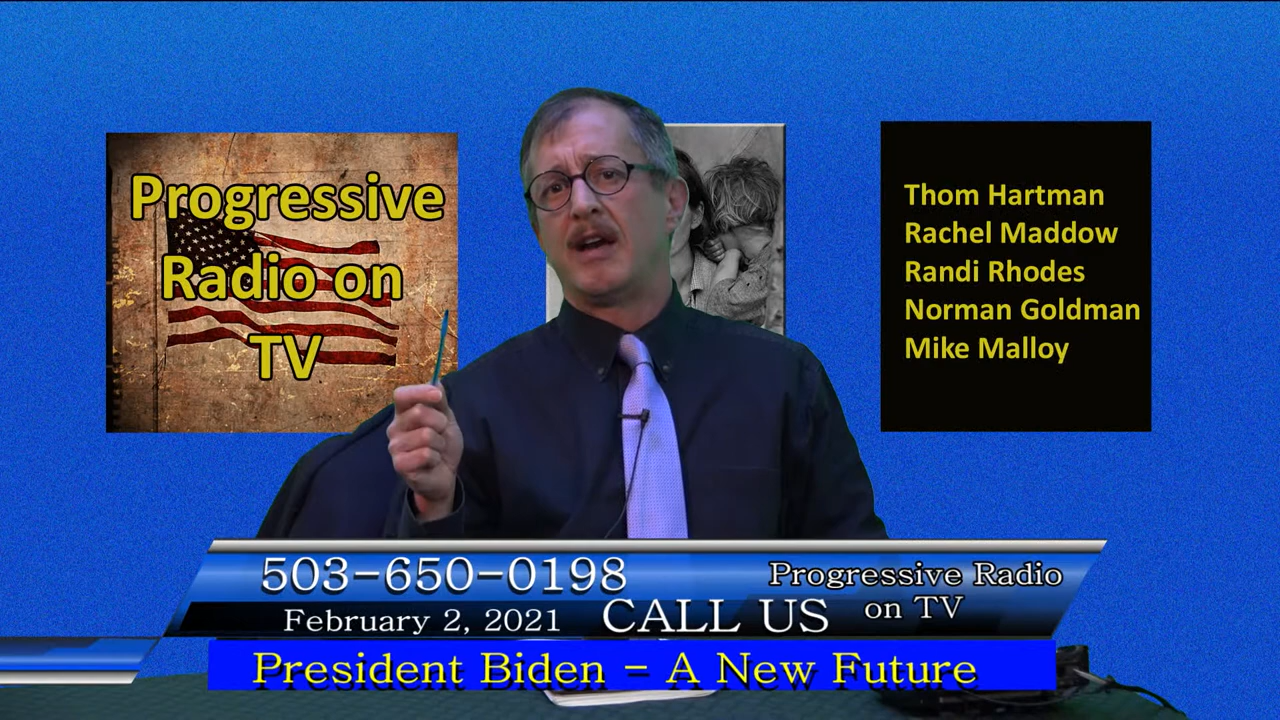 Progressive
Radio on
TV
Thom Hartman
Rachel Maddow
Randi Rhodes
Norman Goldman
Mike Malloy
503-650-0198
February 2, 2021
CALL US
Progressive Radio
on TV
President Biden - A New Future